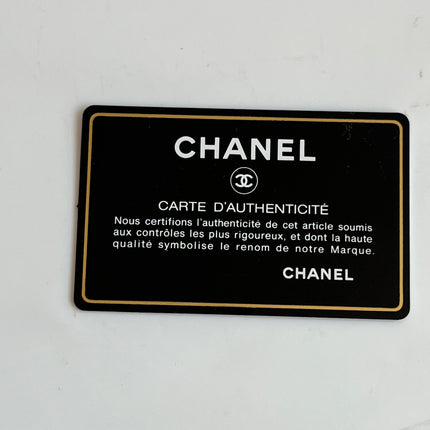 CHANEL
CARTE D'AUTHENTICITÉ
Nous certifions l'authenticité de cet article soumis
aux contrôles les plus rigoureux, et dont la haute
qualité symbolise le renom de notre Marque.
CHANEL